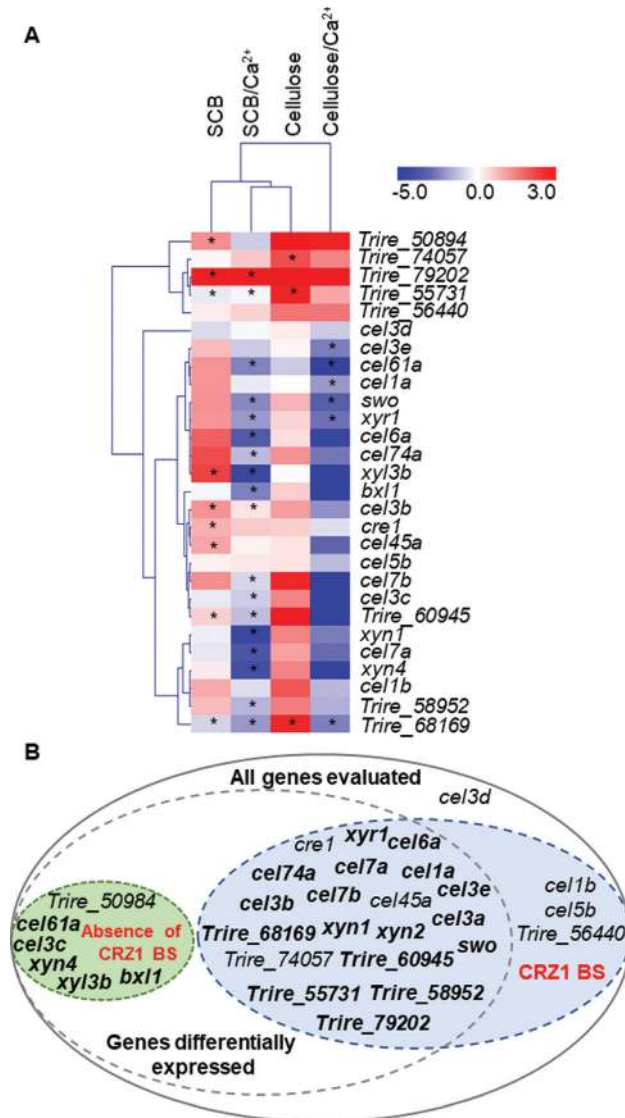 A
SCB
SCB/Ca²⁺
Cellulose
Cellulose/Ca²⁺
-5.0 0.0 3.0
* Trire_50894
* Trire_74057
* * Trire_79202
* * * Trire_55731
Trire_56440
cel3d
* cel3e
* * cel61a
* cel1a
* * swo
* * xyr1
* cel6a
* cel74a
* * xyl3b
* bxl1
* * cel3b
* cre1
* cel45a
cel5b
* cel7b
* cel3c
* * Trire_60945
* xyn1
* cel7a
* xyn4
cel1b
* Trire_58952
* * * * Trire_68169
B
All genes evaluated
cel3d
cre1 xyr1 cel6a
cel74a cel7a cel1a
cel3b cel7b cel45a cel3e
cel3a
Trire_68169 xyn1 xyn2 swo
Trire_74057 Trire_60945
Trire_55731 Trire_58952
Trire_79202
cel1b
cel5b
Trire_56440
CRZ1 BS
Trire_50984
cel61a Absence of
cel3c CRZ1 BS
xyn4 bxl1
xyl3b
Genes differentially
expressed